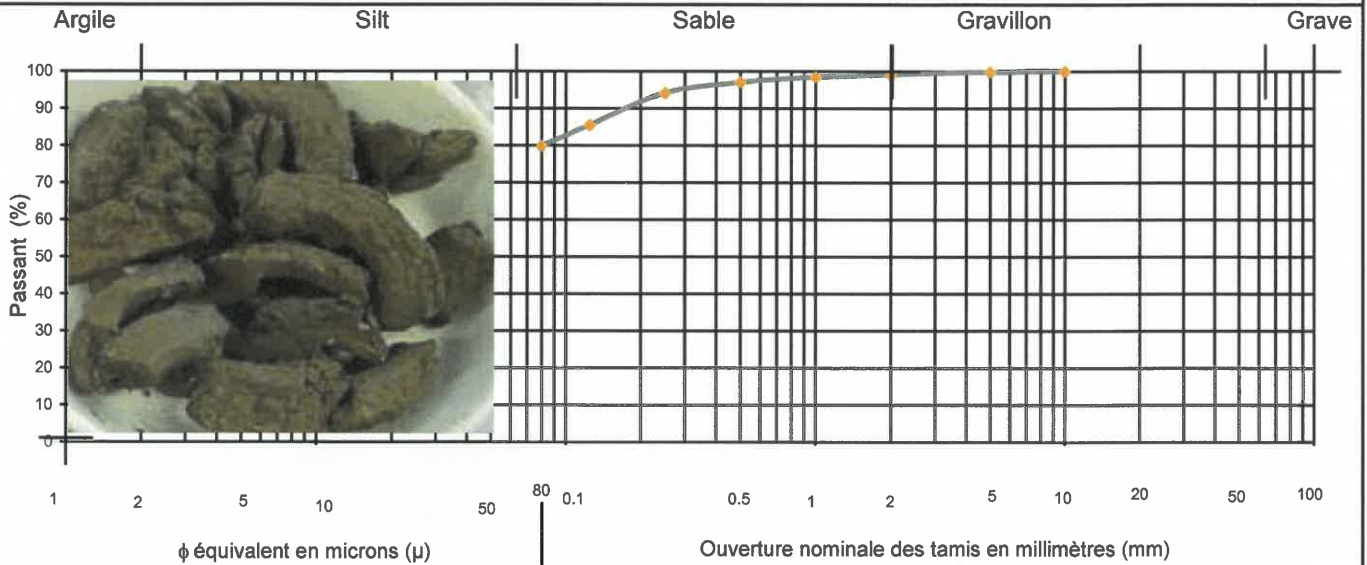 Argile Silt Sable Gravillon Grave
100
90
80
70
60
50
40
30
20
10
0
Passant (%)
1 2 5 10 50 80 0.1 0.5 1 2 5 10 20 50 100
ϕ équivalent en microns (µ) Ouverture nominale des tamis en millimètres (mm)